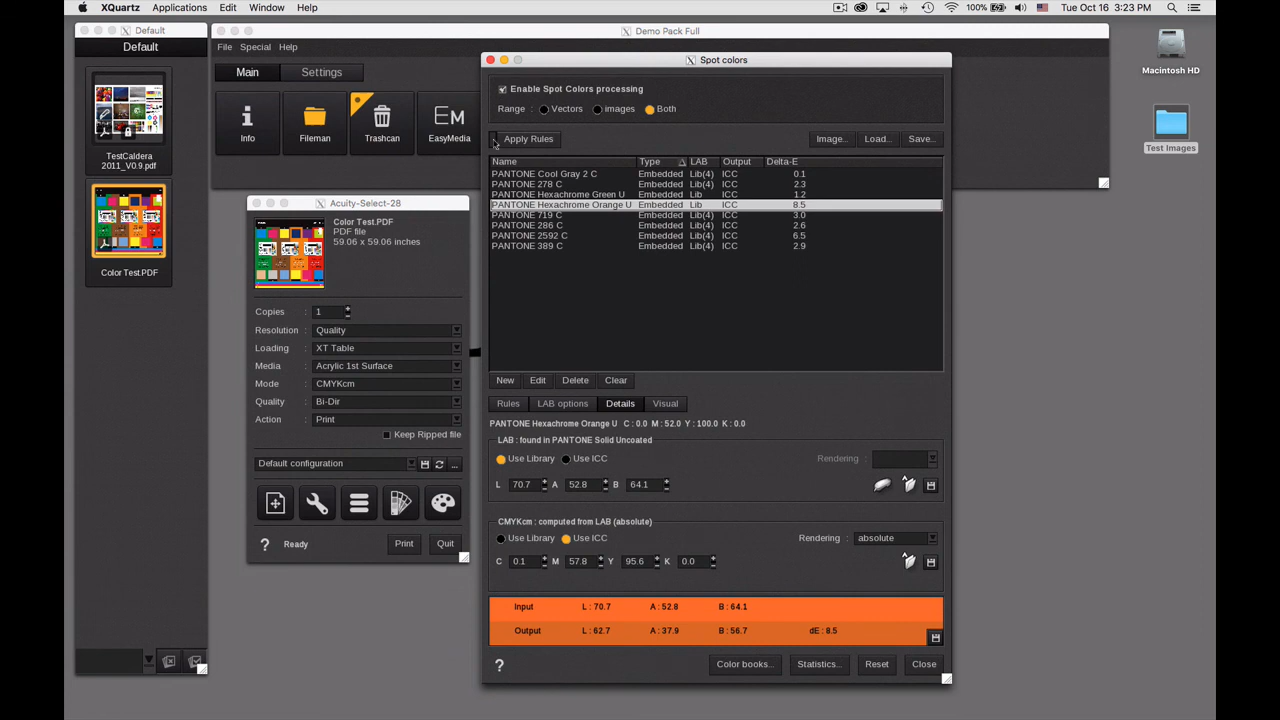 XQuartz Applications Edit Window Help
100% Tue Oct 16 3:23 PM
Default
Default
TestCaldera
2011_V0.9.pdf
Color Test.PDF
Demo Pack Full
File Special Help
Main Settings
Info Fileman Trashcan EasyMedia
Macintosh HD
Test Images
Acuity-Select-28
Color Test.PDF
PDF file
59.06 x 59.06 inches
Copies : 1
Resolution : Quality
Loading : XT Table
Media : Acrylic 1st Surface
Mode : CMYKcm
Quality : Bi-Dir
Action : Print
Keep Ripped file
Default configuration ...
? Ready Print Quit
Spot colors
Enable Spot Colors processing
Range : Vectors images Both
Apply Rules Image... Load... Save...
Name Type LAB Output Delta-E
PANTONE Cool Gray 2 C Embedded Lib(4) ICC 0.1
PANTONE 278 C Embedded Lib(4) ICC 2.3
PANTONE Hexachrome Green U Embedded Lib ICC 1.2
PANTONE Hexachrome Orange U Embedded Lib ICC 8.5
PANTONE 719 C Embedded Lib(4) ICC 3.0
PANTONE 286 C Embedded Lib(4) ICC 2.6
PANTONE 2592 C Embedded Lib(4) ICC 6.5
PANTONE 389 C Embedded Lib(4) ICC 2.9
New Edit Delete Clear
Rules LAB options Details Visual
PANTONE Hexachrome Orange U C : 0.0 M : 52.0 Y : 100.0 K : 0.0
LAB : found in PANTONE Solid Uncoated
Use Library Use ICC Rendering :
L 70.7 A 52.8 B 64.1
CMYKcm : computed from LAB (absolute)
Use Library Use ICC Rendering : absolute
C 0.1 M 57.8 Y 95.6 K 0.0
Input L : 70.7 A : 52.8 B : 64.1
Output L : 62.7 A : 37.9 B : 56.7 dE : 8.5
? Color books... Statistics... Reset Close